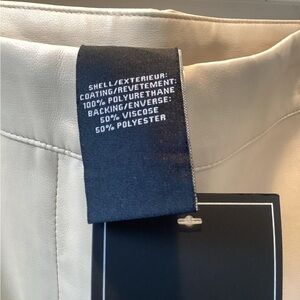 SHELL/EXTERIEUR:
COATING/REVETEMENT:
100% POLYURETHANE
BACKING/ENVERSE:
50% VISCOSE
50% POLYESTER